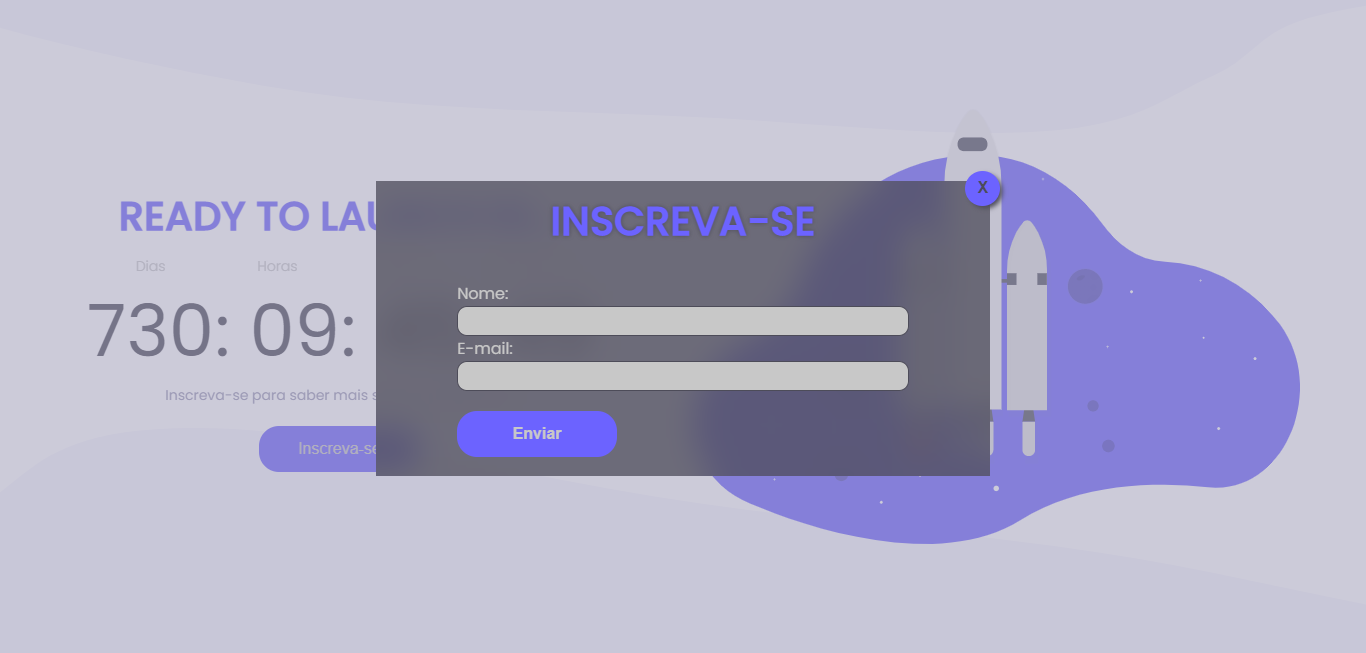 READY TO LAU
Dias Horas
730: 09:
Inscreva-se para saber mais s
Inscreva-se
INSCREVA-SE
X
Nome:
E-mail:
Enviar